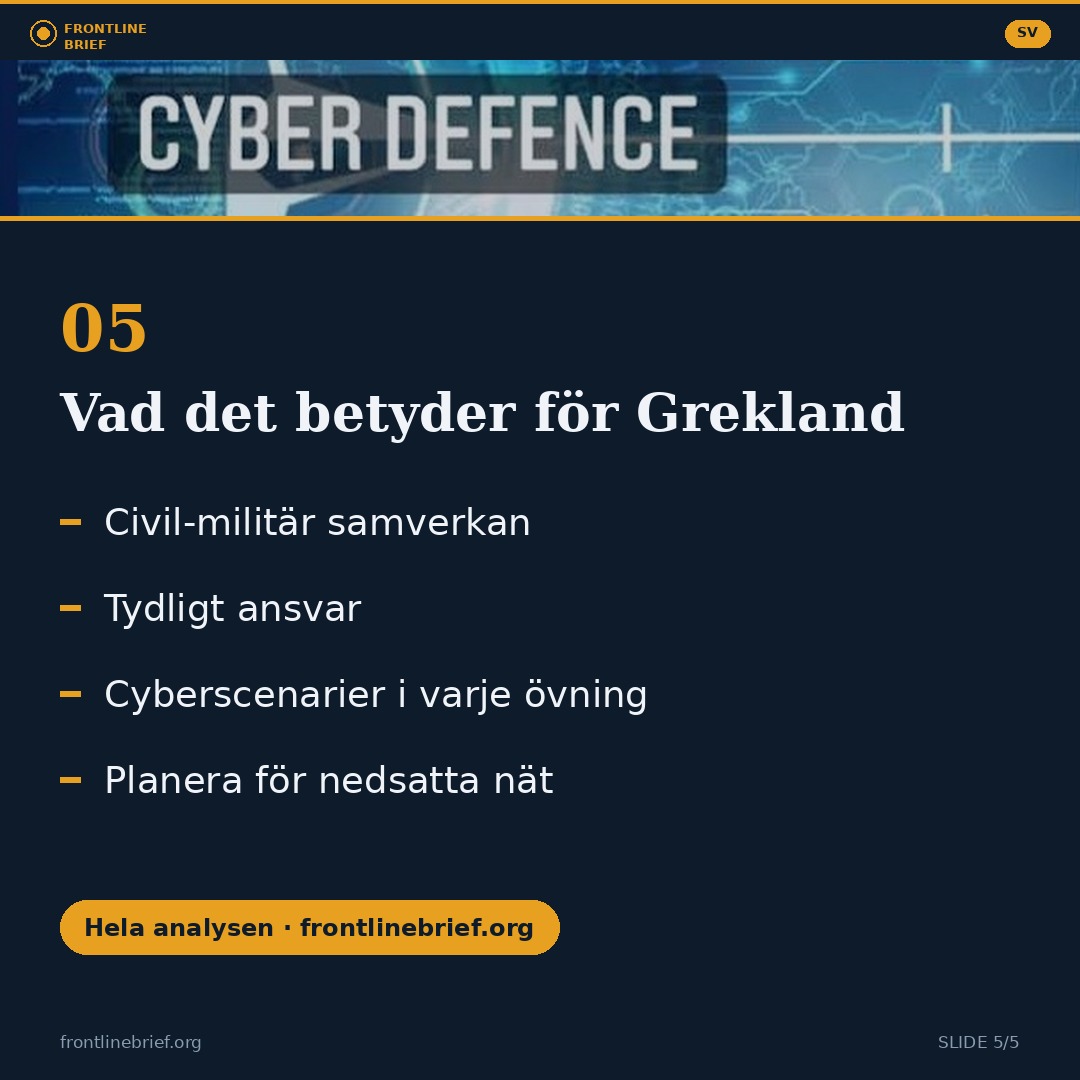 FRONTLINE
BRIEF
SV
CYBER DEFENCE
05
Vad det betyder för Grekland
– Civil-militär samverkan
– Tydligt ansvar
– Cyberscenarier i varje övning
– Planera för nedsatta nät
Hela analysen · frontlinebrief.org
frontlinebrief.org
SLIDE 5/5